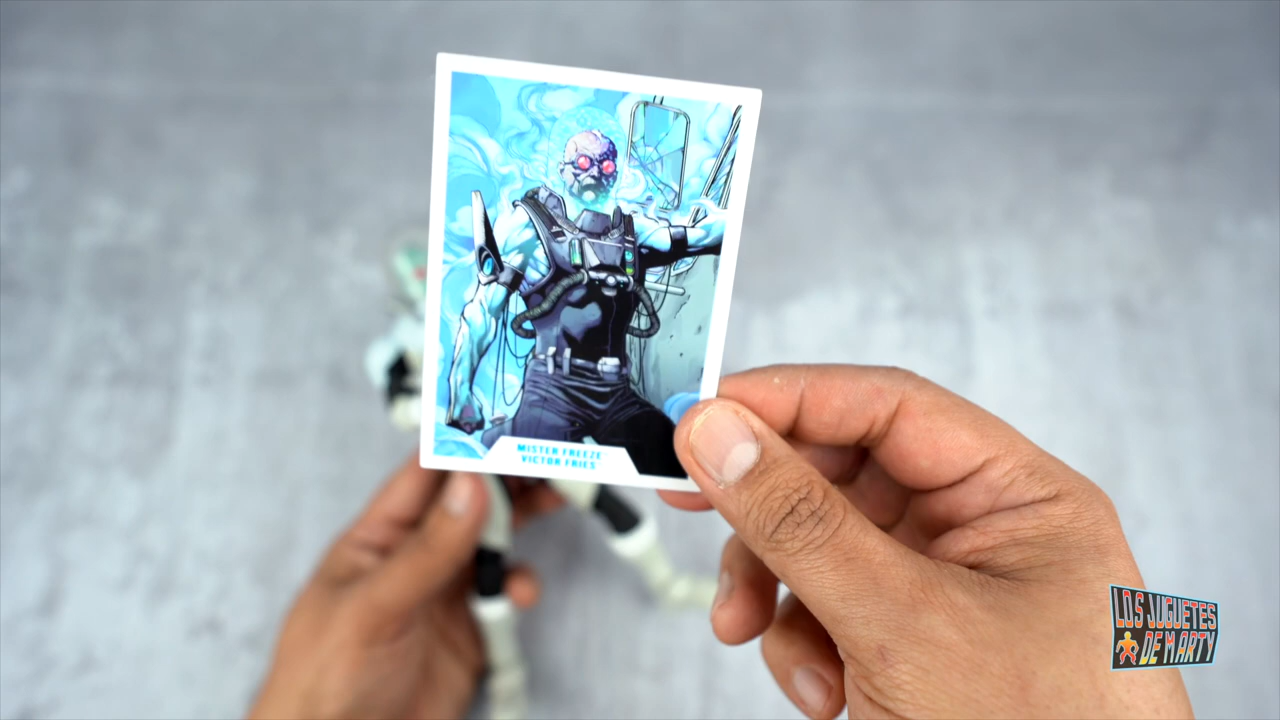 MISTER FREEZE
VICTOR FRIES
LOS JUGUETES
DE MARTY